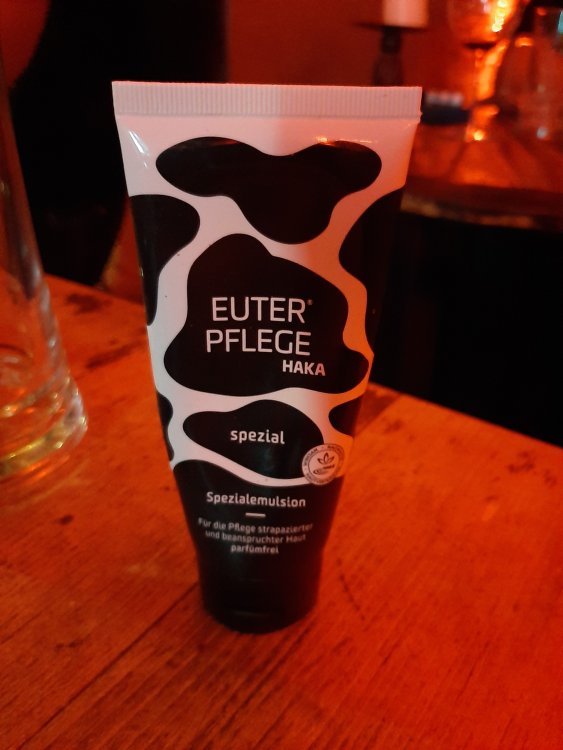 EUTER®
PFLEGE
HAKA
spezial
Spezialemulsion
Für die Pflege strapazierter
und beanspruchter Haut
parfümfrei